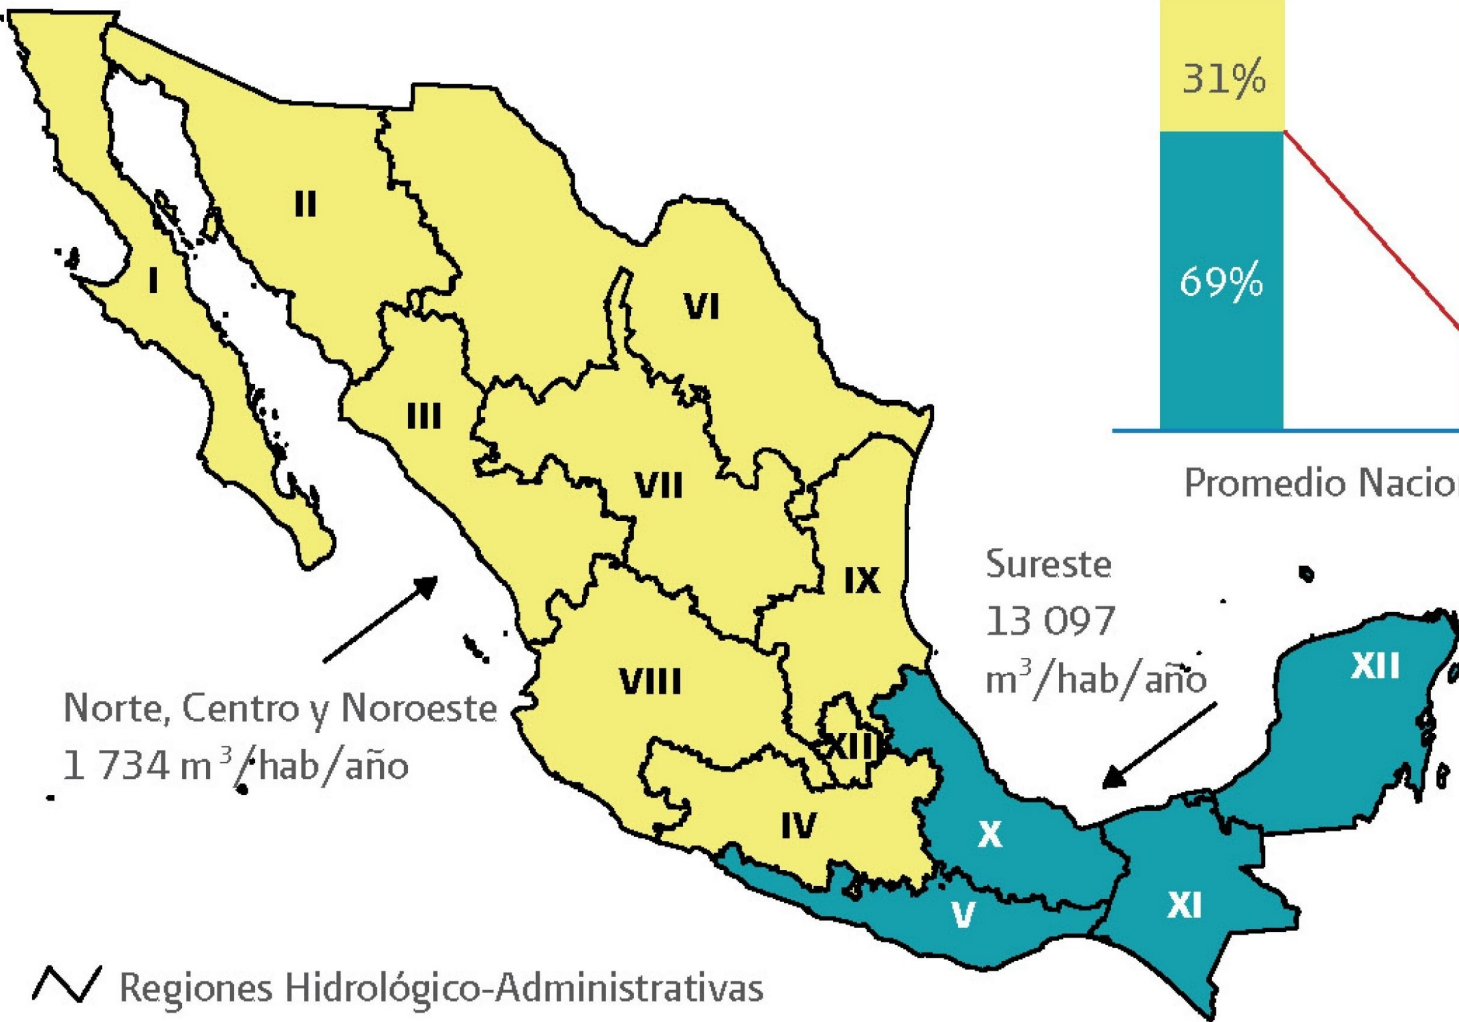 31%
69%
Promedio Nacion
II
I
VI
III
VII
IX
Sureste
13 097
m³/hab/año
XII
VIII
Norte, Centro y Noroeste
1 734 m³/hab/año
XIII
IV
X
V
XI
Regiones Hidrológico-Administrativas